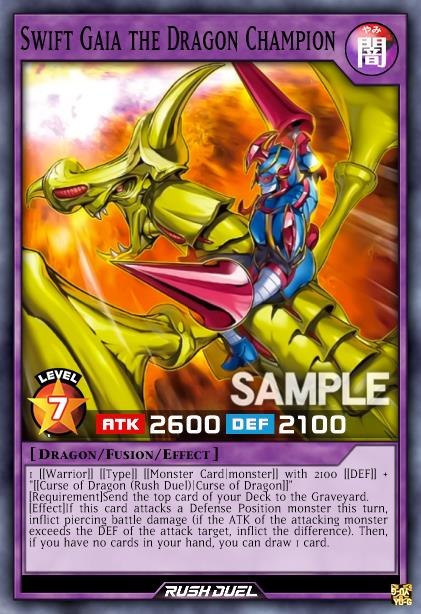 Swift Gaia the Dragon Champion
やみ
闇
SAMPLE
LEVEL
7
ATK 2600 DEF 2100
[Dragon/Fusion/Effect]
1 [[Warrior]] [[Type]] [[Monster Card|monster]] with 2100 [[DEF]] +
"[[Curse of Dragon (Rush Duel)|Curse of Dragon]]"
[Requirement]Send the top card of your Deck to the Graveyard.
[Effect]If this card attacks a Defense Position monster this turn,
inflict piercing battle damage (if the ATK of the attacking monster
exceeds the DEF of the attack target, inflict the difference). Then,
if you have no cards in your hand, you can draw 1 card.
RUSH DUEL